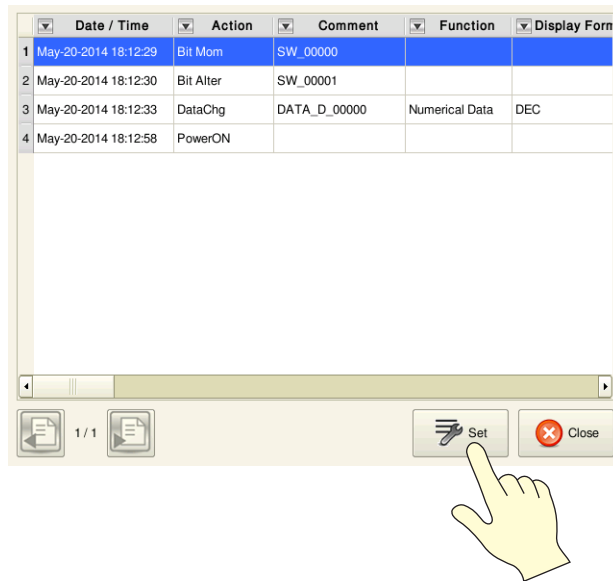 Date / Time Action Comment Function Display Form
1 May-20-2014 18:12:29 Bit Mom SW_00000
2 May-20-2014 18:12:30 Bit Alter SW_00001
3 May-20-2014 18:12:33 DataChg DATA_D_00000 Numerical Data DEC
4 May-20-2014 18:12:58 PowerON
1 / 1 Set Close